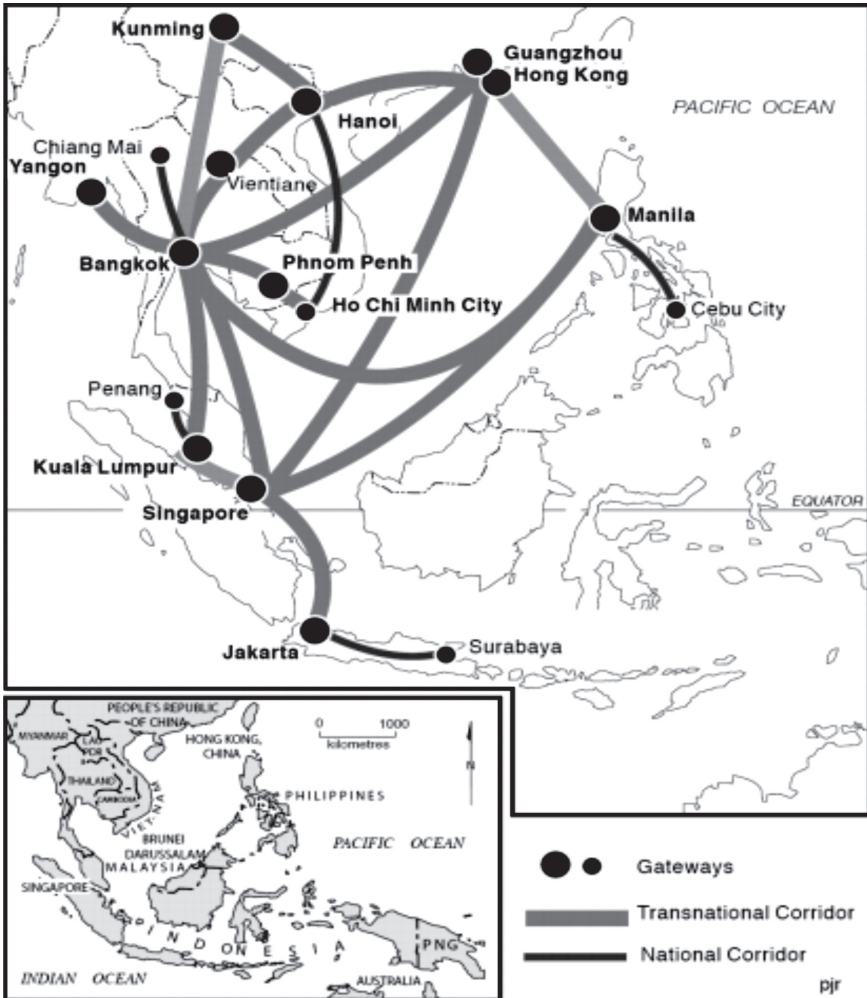 Kunming
Guangzhou
Hong Kong
PACIFIC OCEAN
Hanoi
Chiang Mai
Yangon
Vientiane
Manila
Bangkok
Phnom Penh
Ho Chi Minh City
Cebu City
Penang
Kuala Lumpur
Singapore
EQUATOR
Jakarta
Surabaya
PEOPLE'S REPUBLIC
OF CHINA
MYANMAR
LAO
PDR
HONG KONG,
CHINA
0 1000
kilometres
N
THAILAND
CAMBODIA
VIETNAM
PHILIPPINES
BRUNEI
DARUSSALAM
MALAYSIA
PACIFIC OCEAN
SINGAPORE
INDONESIA
PNG
INDIAN OCEAN
AUSTRALIA
Gateways
Transnational Corridor
National Corridor
pjr